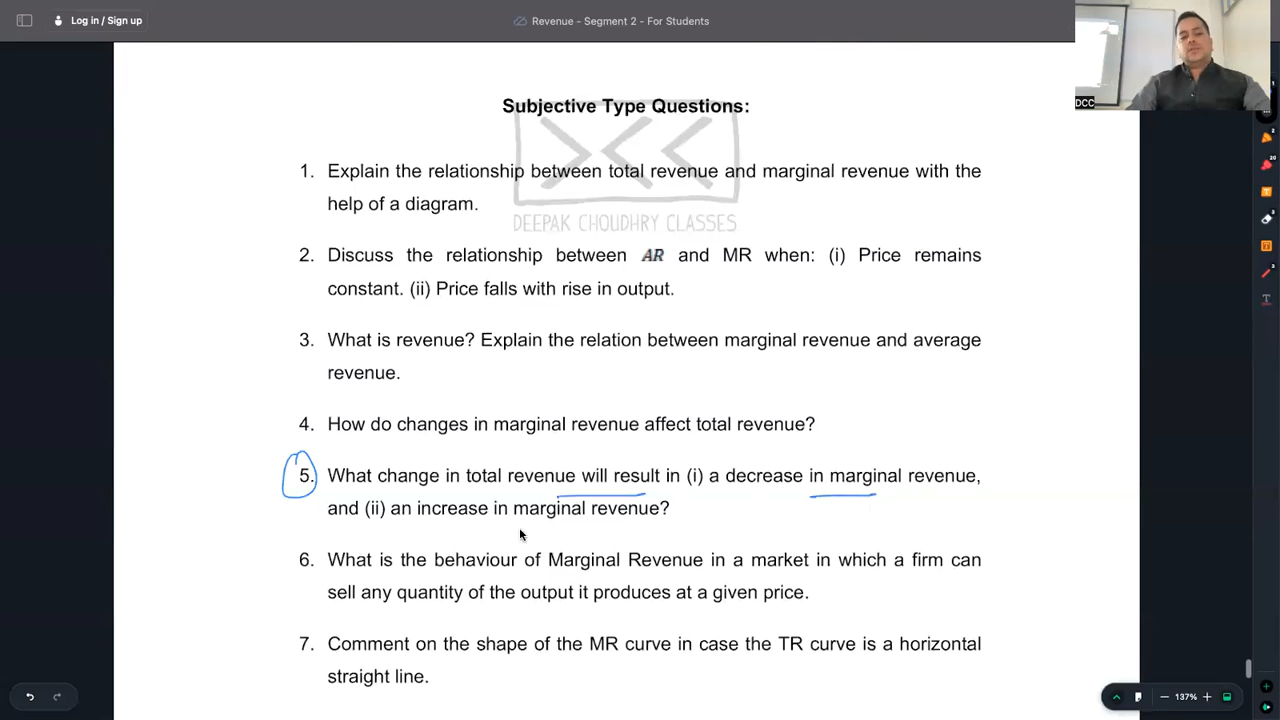 Log in / Sign up
Revenue - Segment 2 - For Students
DCC
Subjective Type Questions:
1. Explain the relationship between total revenue and marginal revenue with the
help of a diagram.
DEEPAK CHOUDHRY CLASSES
2. Discuss the relationship between AR and MR when: (i) Price remains
constant. (ii) Price falls with rise in output.
3. What is revenue? Explain the relation between marginal revenue and average
revenue.
4. How do changes in marginal revenue affect total revenue?
5. What change in total revenue will result in (i) a decrease in marginal revenue,
and (ii) an increase in marginal revenue?
6. What is the behaviour of Marginal Revenue in a market in which a firm can
sell any quantity of the output it produces at a given price.
7. Comment on the shape of the MR curve in case the TR curve is a horizontal
straight line.
137%